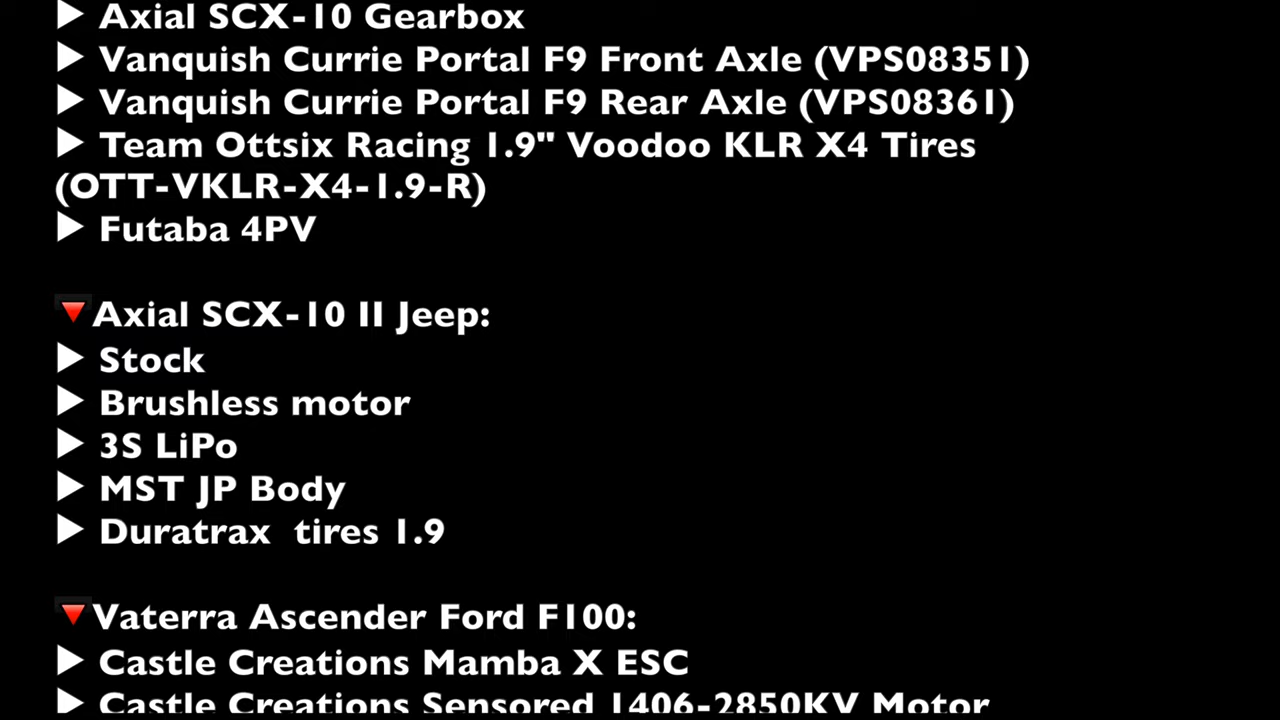 ▶ Axial SCX-10 Gearbox
▶ Vanquish Currie Portal F9 Front Axle (VPS08351)
▶ Vanquish Currie Portal F9 Rear Axle (VPS08361)
▶ Team Ottsix Racing 1.9" Voodoo KLR X4 Tires
(OTT-VKLR-X4-1.9-R)
▶ Futaba 4PV
🔻Axial SCX-10 II Jeep:
▶ Stock
▶ Brushless motor
▶ 3S LiPo
▶ MST JP Body
▶ Duratrax  tires 1.9
🔻Vaterra Ascender Ford F100:
▶ Castle Creations Mamba X ESC
▶ Castle Creations Sensored 1406-2850KV Motor